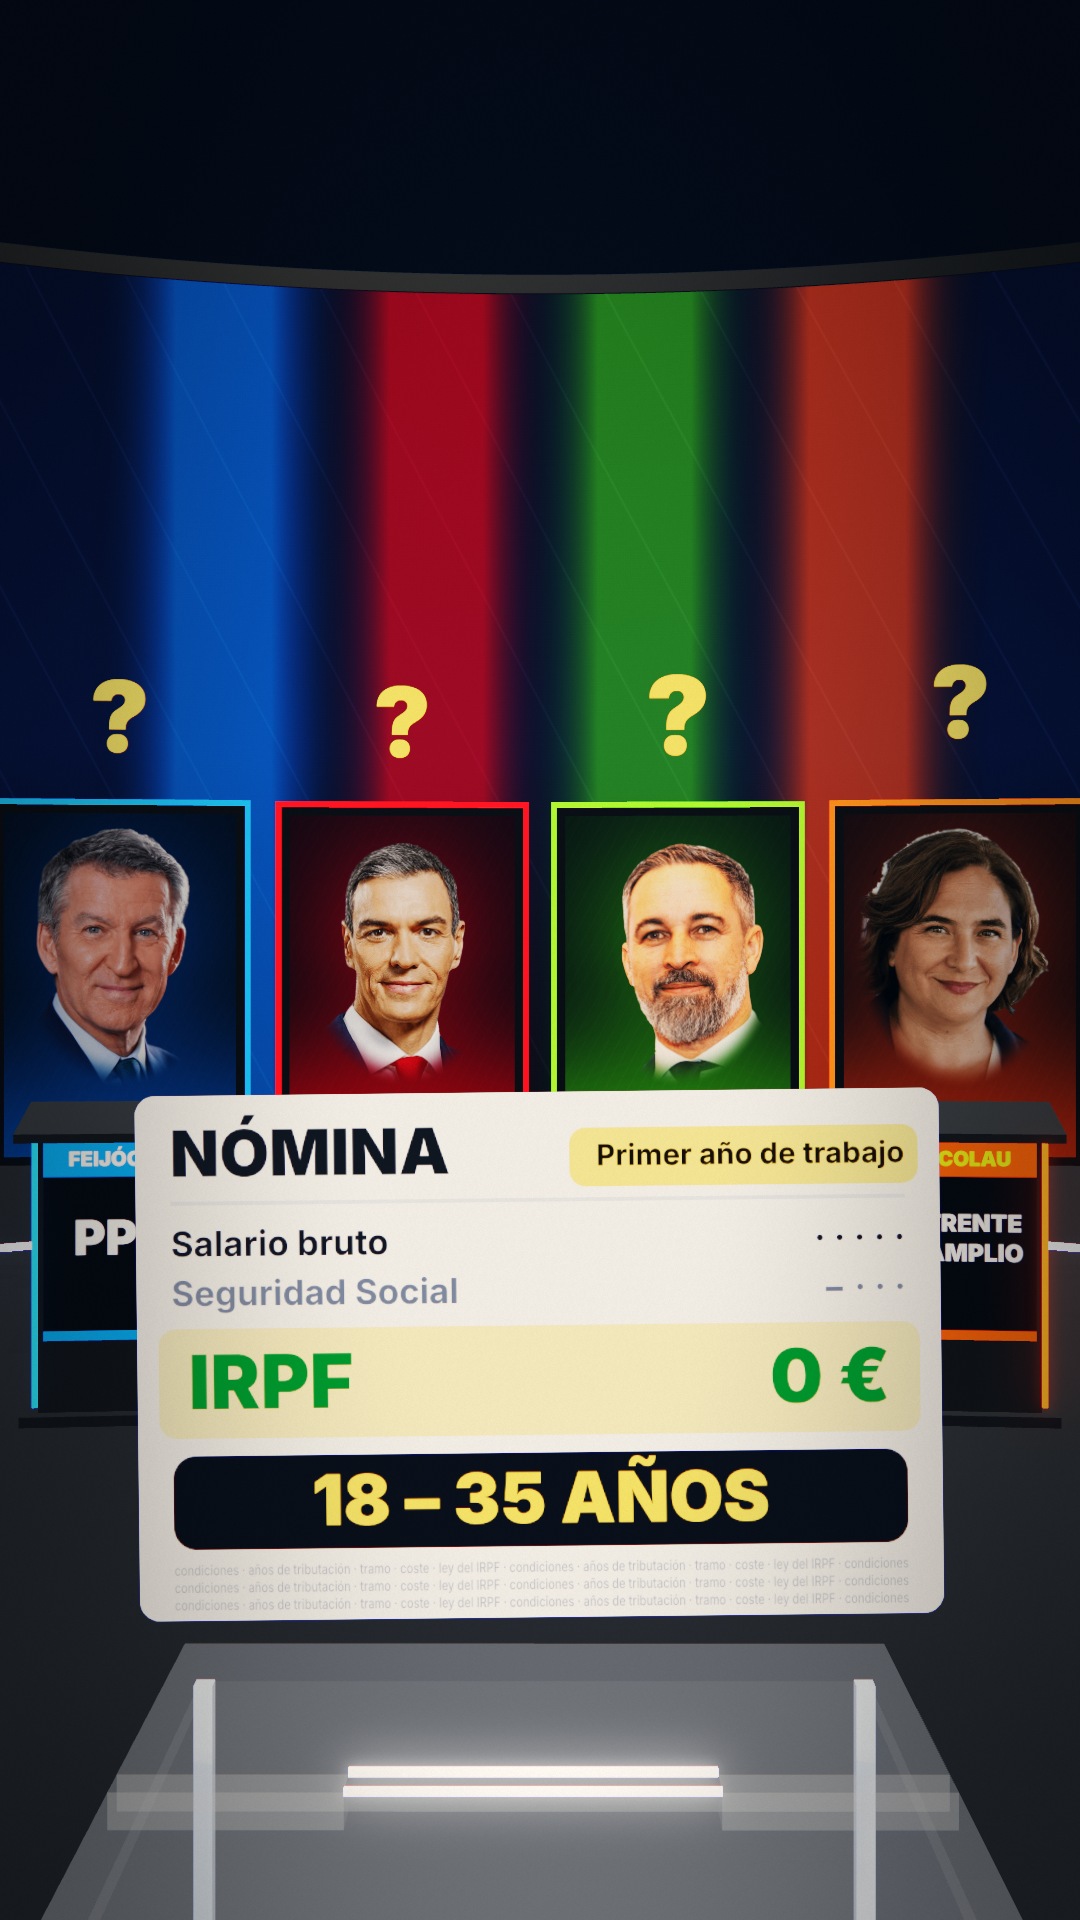 ?
?
?
?
FEIJÓO
PP
COLAU
FRENTE
AMPLIO
NÓMINA
Primer año de trabajo
Salario bruto
· · · · ·
Seguridad Social
– · · ·
IRPF
0 €
18 – 35 AÑOS
condiciones · años de tributación · tramo · coste · ley del IRPF · condiciones · años de tributación · tramo · coste · ley del IRPF · condiciones
condiciones · años de tributación · tramo · coste · ley del IRPF · condiciones · años de tributación · tramo · coste · ley del IRPF · condiciones
condiciones · años de tributación · tramo · coste · ley del IRPF · condiciones · años de tributación · tramo · coste · ley del IRPF · condiciones